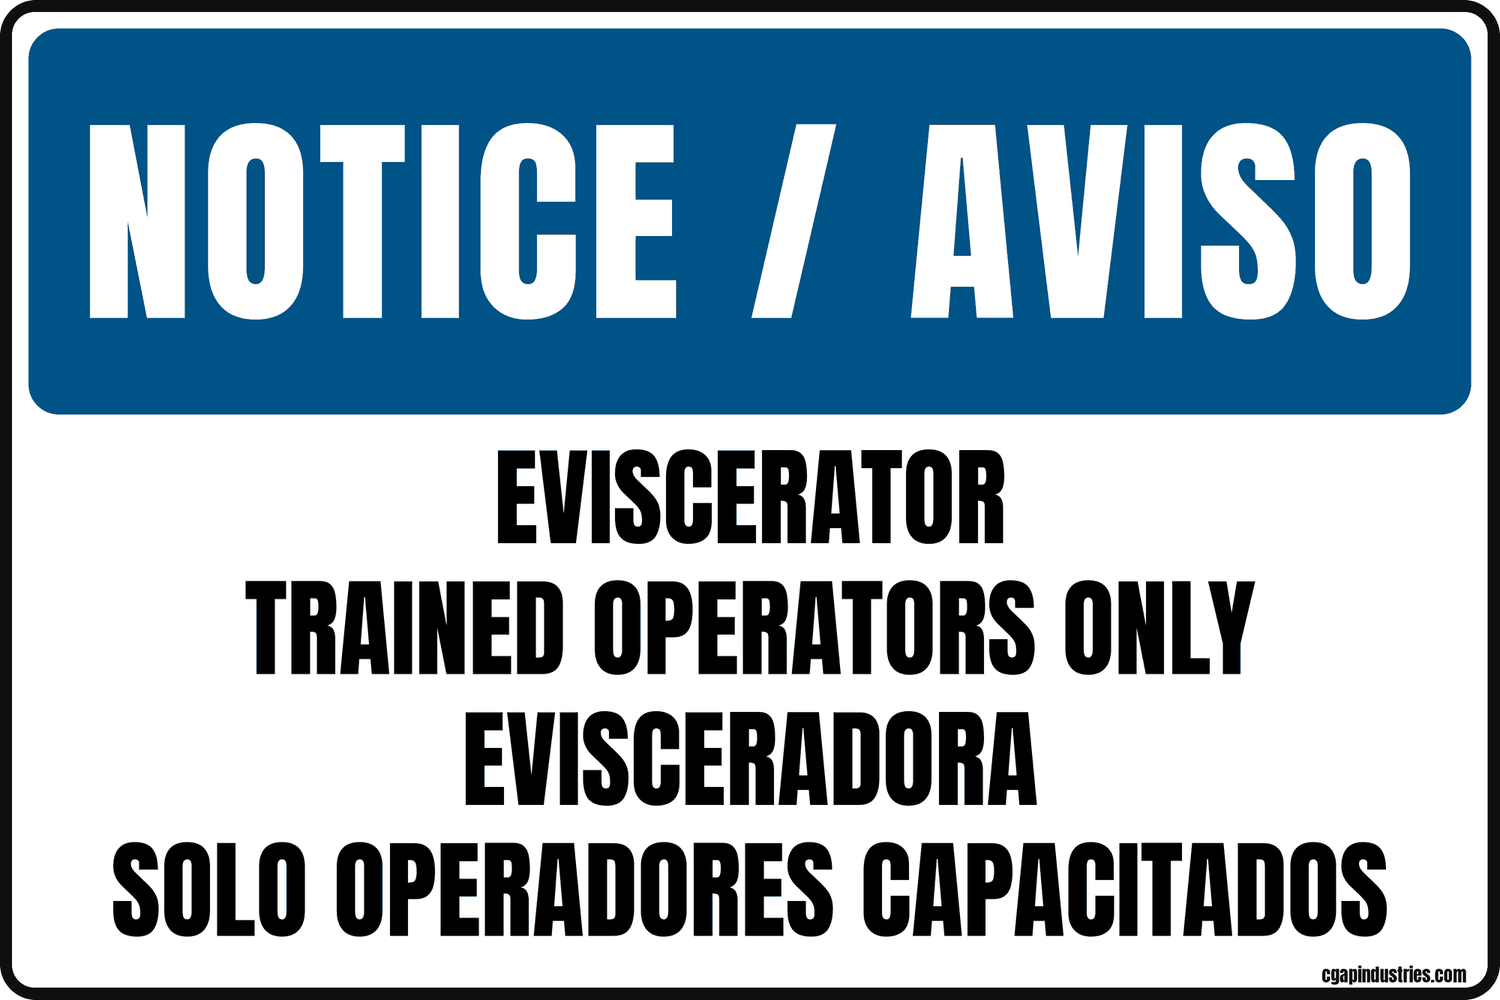 NOTICE / AVISO
EVISCERATOR
TRAINED OPERATORS ONLY
EVISCERADORA
SOLO OPERADORES CAPACITADOS
cgapindustries.com